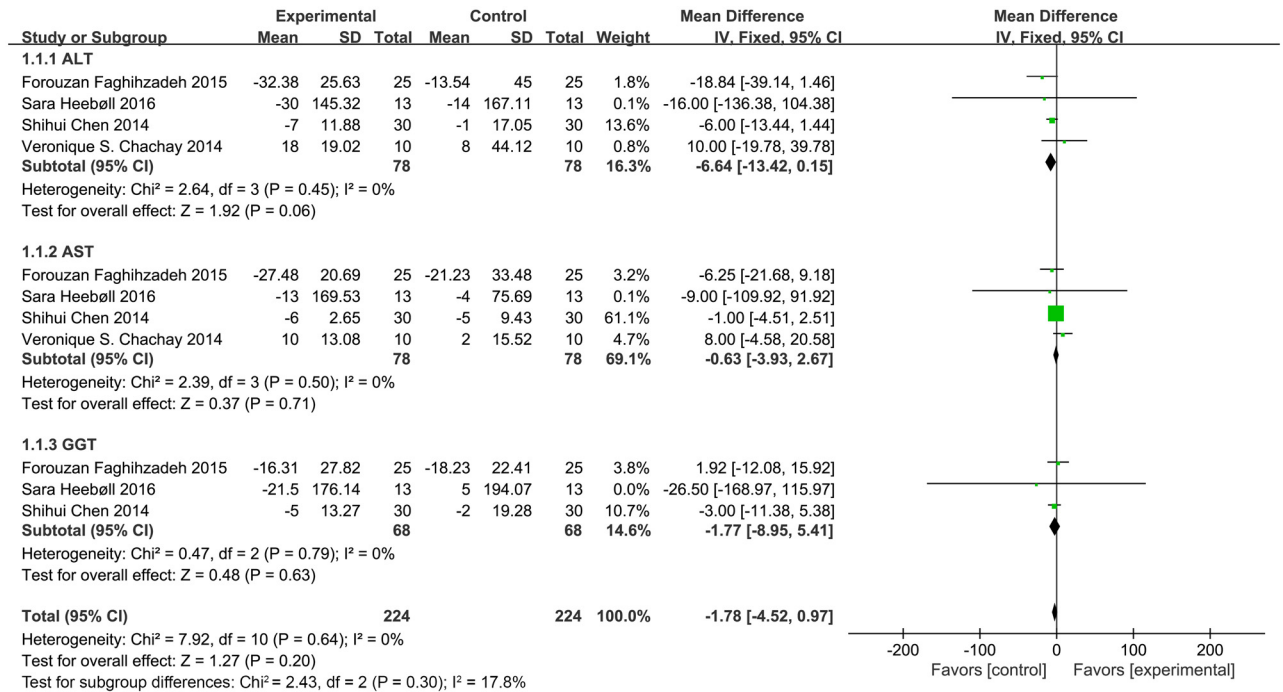 Experimental Control Mean Difference Mean Difference
Study or Subgroup Mean SD Total Mean SD Total Weight IV, Fixed, 95% CI IV, Fixed, 95% CI
1.1.1 ALT
Forouzan Faghihzadeh 2015 -32.38 25.63 25 -13.54 45 25 1.8% -18.84 [-39.14, 1.46]
Sara Heebøll 2016 -30 145.32 13 -14 167.11 13 0.1% -16.00 [-136.38, 104.38]
Shihui Chen 2014 -7 11.88 30 -1 17.05 30 13.6% -6.00 [-13.44, 1.44]
Veronique S. Chachay 2014 18 19.02 10 8 44.12 10 0.8% 10.00 [-19.78, 39.78]
Subtotal (95% CI) 78 78 16.3% -6.64 [-13.42, 0.15]
Heterogeneity: Chi² = 2.64, df = 3 (P = 0.45); I² = 0%
Test for overall effect: Z = 1.92 (P = 0.06)
1.1.2 AST
Forouzan Faghihzadeh 2015 -27.48 20.69 25 -21.23 33.48 25 3.2% -6.25 [-21.68, 9.18]
Sara Heebøll 2016 -13 169.53 13 -4 75.69 13 0.1% -9.00 [-109.92, 91.92]
Shihui Chen 2014 -6 2.65 30 -5 9.43 30 61.1% -1.00 [-4.51, 2.51]
Veronique S. Chachay 2014 10 13.08 10 2 15.52 10 4.7% 8.00 [-4.58, 20.58]
Subtotal (95% CI) 78 78 69.1% -0.63 [-3.93, 2.67]
Heterogeneity: Chi² = 2.39, df = 3 (P = 0.50); I² = 0%
Test for overall effect: Z = 0.37 (P = 0.71)
1.1.3 GGT
Forouzan Faghihzadeh 2015 -16.31 27.82 25 -18.23 22.41 25 3.8% 1.92 [-12.08, 15.92]
Sara Heebøll 2016 -21.5 176.14 13 5 194.07 13 0.0% -26.50 [-168.97, 115.97]
Shihui Chen 2014 -5 13.27 30 -2 19.28 30 10.7% -3.00 [-11.38, 5.38]
Subtotal (95% CI) 68 68 14.6% -1.77 [-8.95, 5.41]
Heterogeneity: Chi² = 0.47, df = 2 (P = 0.79); I² = 0%
Test for overall effect: Z = 0.48 (P = 0.63)
Total (95% CI) 224 224 100.0% -1.78 [-4.52, 0.97]
Heterogeneity: Chi² = 7.92, df = 10 (P = 0.64); I² = 0%
Test for overall effect: Z = 1.27 (P = 0.20)
Test for subgroup differences: Chi² = 2.43, df = 2 (P = 0.30); I² = 17.8%
-200 -100 0 100 200
Favors [control] Favors [experimental]